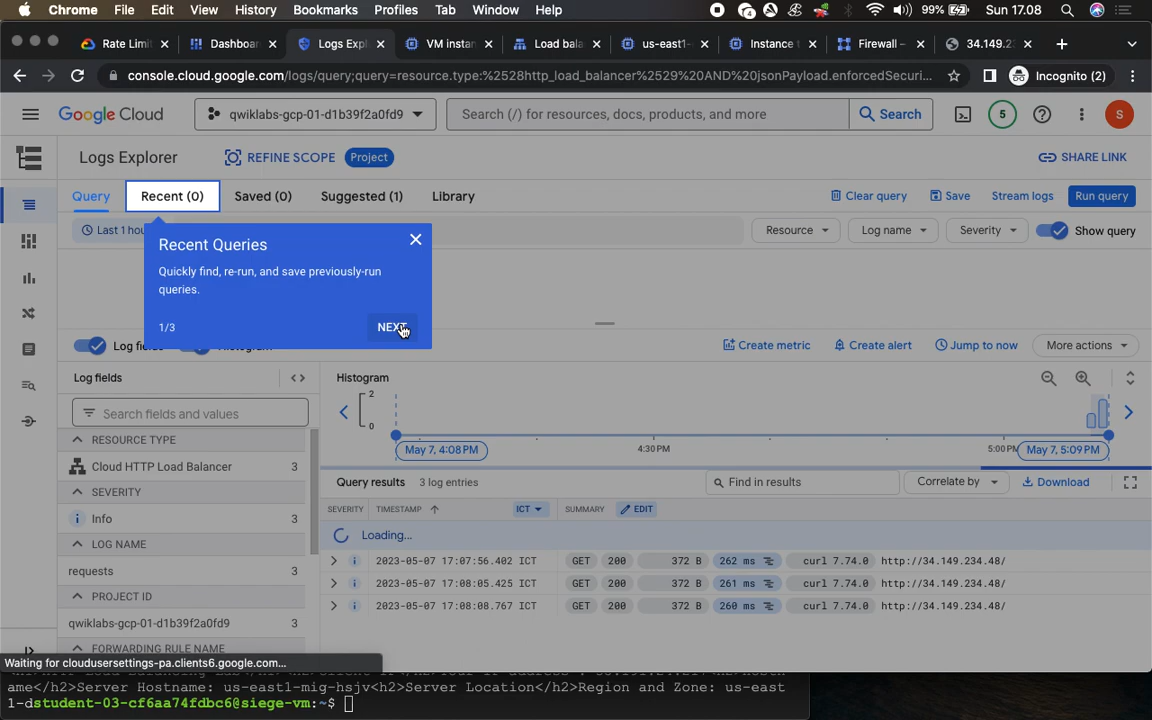 Chrome File Edit View History Bookmarks Profiles Tab Window Help 4 99% Sun 17.08
Rate Limit Dashboar Logs Expl VM instan Load bala us-east1- Instance t Firewall – 34.149.23
console.cloud.google.com/logs/query;query=resource.type:%2528http_load_balancer%2529%20AND%20jsonPayload.enforcedSecuri... Incognito (2)
Google Cloud qwiklabs-gcp-01-d1b39f2a0fd9 Search (/) for resources, docs, products, and more Search 5 S
Logs Explorer REFINE SCOPE Project SHARE LINK
Query Recent (0) Saved (0) Suggested (1) Library Clear query Save Stream logs Run query
Last 1 hou Resource Log name Severity Show query
Recent Queries
Quickly find, re-run, and save previously-run
queries.
1/3 NEXT
Log fields Histogram Create metric Create alert Jump to now More actions
Log fields Histogram
Search fields and values 2
0
RESOURCE TYPE
May 7, 4:08 PM 4:30 PM 5:00 PM May 7, 5:09 PM
Cloud HTTP Load Balancer 3
SEVERITY
Query results 3 log entries Find in results Correlate by Download
SEVERITY TIMESTAMP ICT SUMMARY EDIT
Info 3
Loading...
LOG NAME
requests 3
PROJECT ID
qwiklabs-gcp-01-d1b39f2a0fd9 3
FORWARDING RULE NAME
2023-05-07 17:07:56.402 ICT GET 200 372 B 262 ms curl 7.74.0 http://34.149.234.48/
2023-05-07 17:08:05.425 ICT GET 200 372 B 261 ms curl 7.74.0 http://34.149.234.48/
2023-05-07 17:08:08.767 ICT GET 200 372 B 260 ms curl 7.74.0 http://34.149.234.48/
Waiting for cloudusersettings-pa.clients6.google.com...
ame</h2>Server Hostname: us-east1-mig-hsjv<h2>Server Location</h2>Region and Zone: us-east
1-dstudent-03-cf6aa74fdbc6@siege-vm:~$